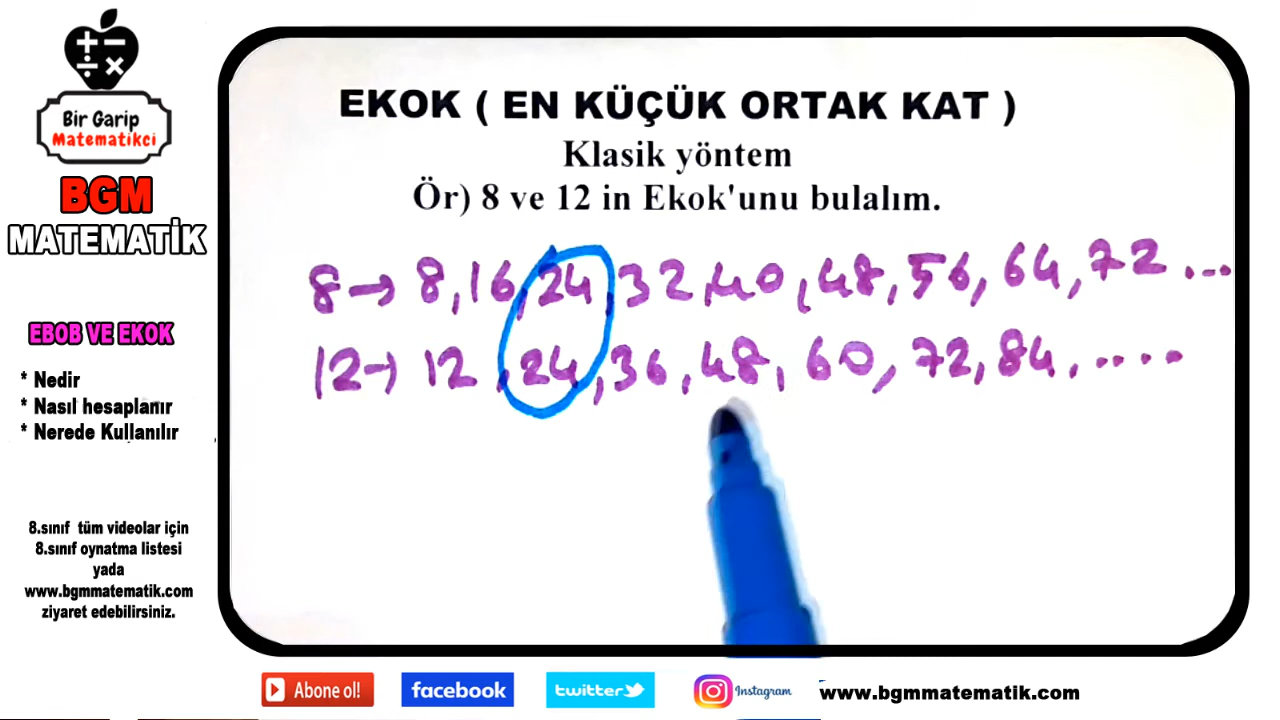 Bir Garip
Matematikci
BGM
MATEMATİK
EBOB VE EKOK
* Nedir
* Nasıl hesaplanır
* Nerede Kullanılır
8.sınıf tüm videolar için
8.sınıf oynatma listesi
yada
www.bgmmatematik.com
ziyaret edebilirsiniz.
EKOK ( EN KÜÇÜK ORTAK KAT )
Klasik yöntem
Ör) 8 ve 12 in Ekok'unu bulalım.
8→ 8, 16, 24, 32, 40, 48, 56, 64, 72 ...
12→ 12, 24, 36, 48, 60, 72, 84, .....
Abone ol!
facebook
twitter
Instagram
www.bgmmatematik.com